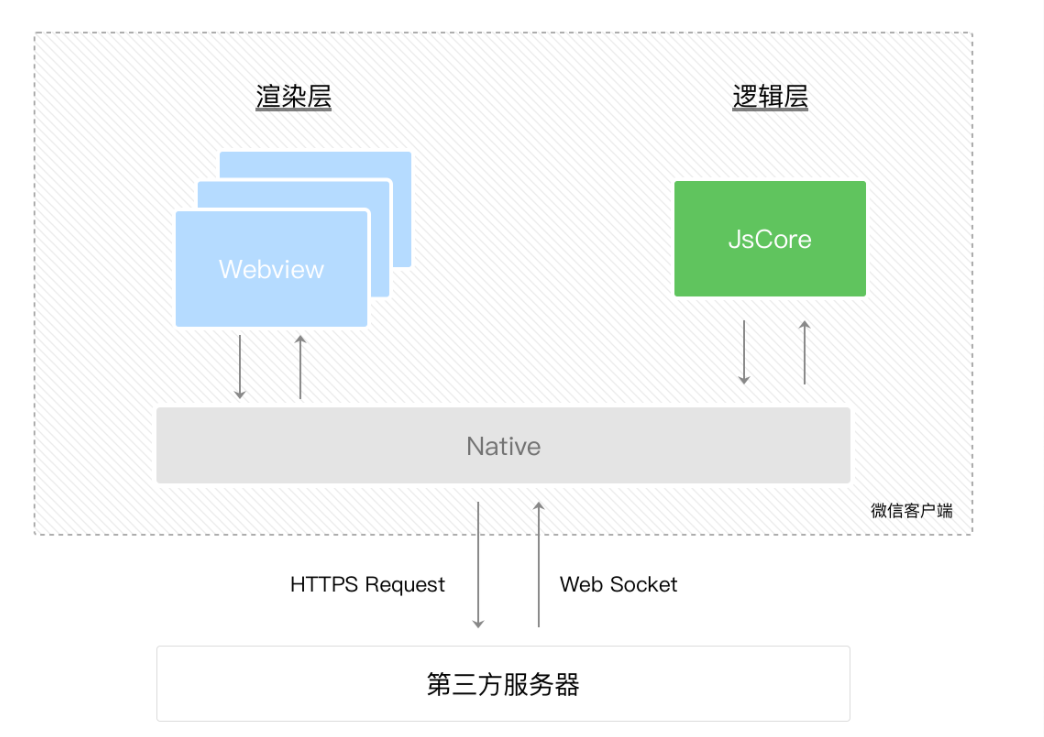 渲染层
逻辑层
Webview
JsCore
Native
微信客户端
HTTPS Request
Web Socket
第三方服务器